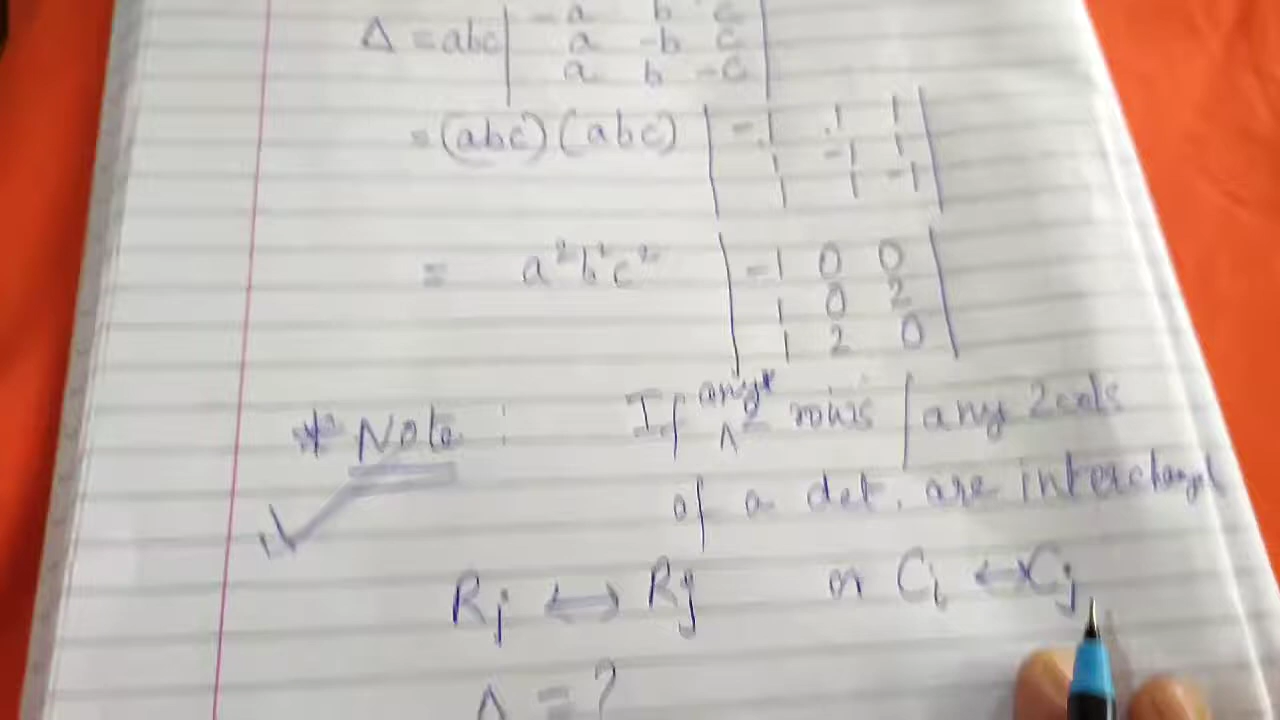 Δ = abc | -a b c
a -b c
a b -c |
= (abc) (abc) | -1 1 1
1 -1 1
1 1 -1 |
= a²b²c² | -1 0 0
1 0 2
1 2 0 |
* Note : If any 2 rows / any 2 cols
of a det. are interchanged
Ri ↔ Rj or Ci ↔ Cj
Δ = ?